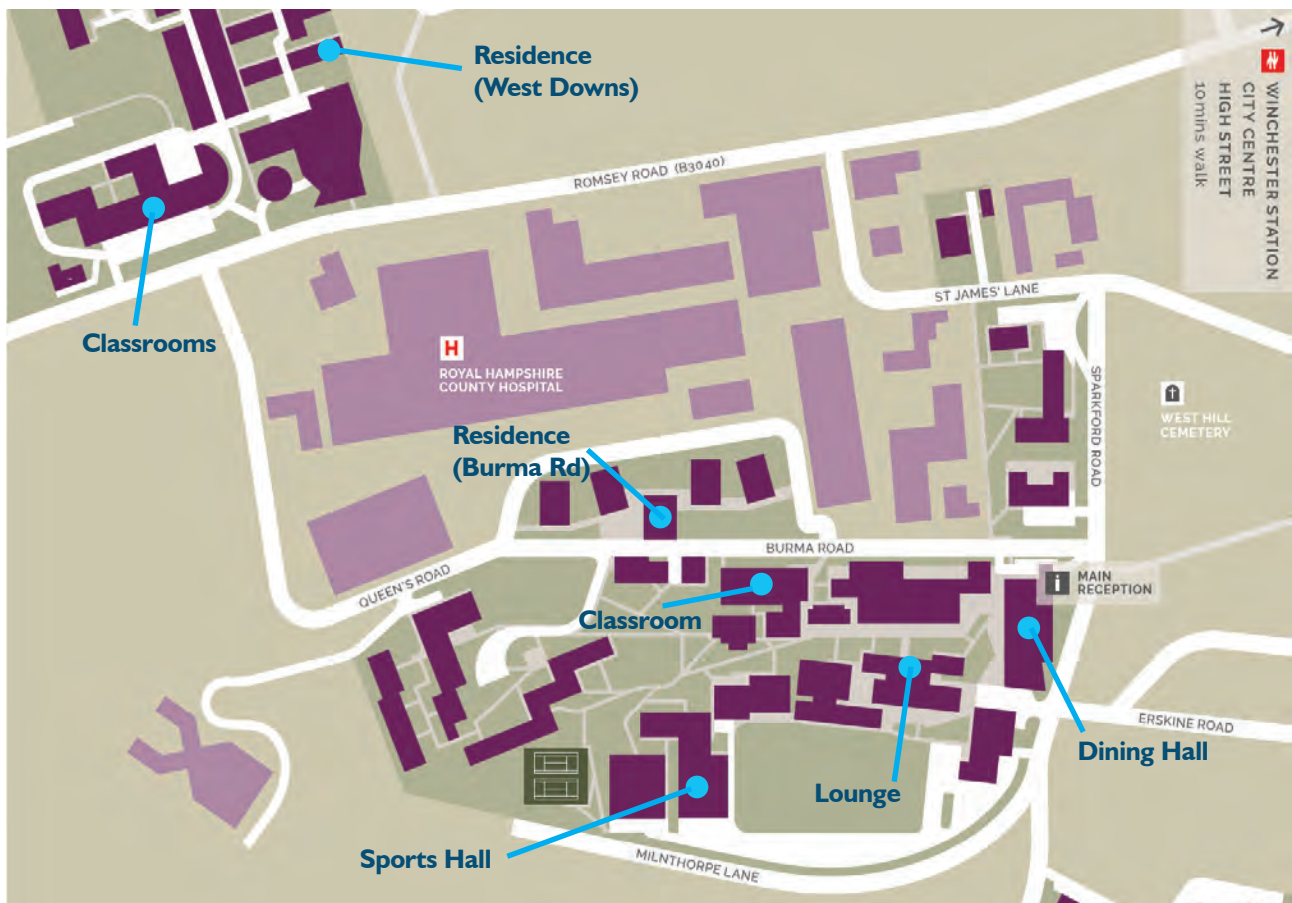 Residence
(West Downs)
WINCHESTER STATION
CITY CENTRE
HIGH STREET
10 mins walk
ROMSEY ROAD (B3040)
ST JAMES' LANE
Classrooms
H
ROYAL HAMPSHIRE
COUNTY HOSPITAL
SPARKFORD ROAD
WEST HILL
CEMETERY
Residence
(Burma Rd)
BURMA ROAD
QUEEN'S ROAD
i
MAIN
RECEPTION
Classroom
ERSKINE ROAD
Dining Hall
Lounge
Sports Hall
MILNTHORPE LANE